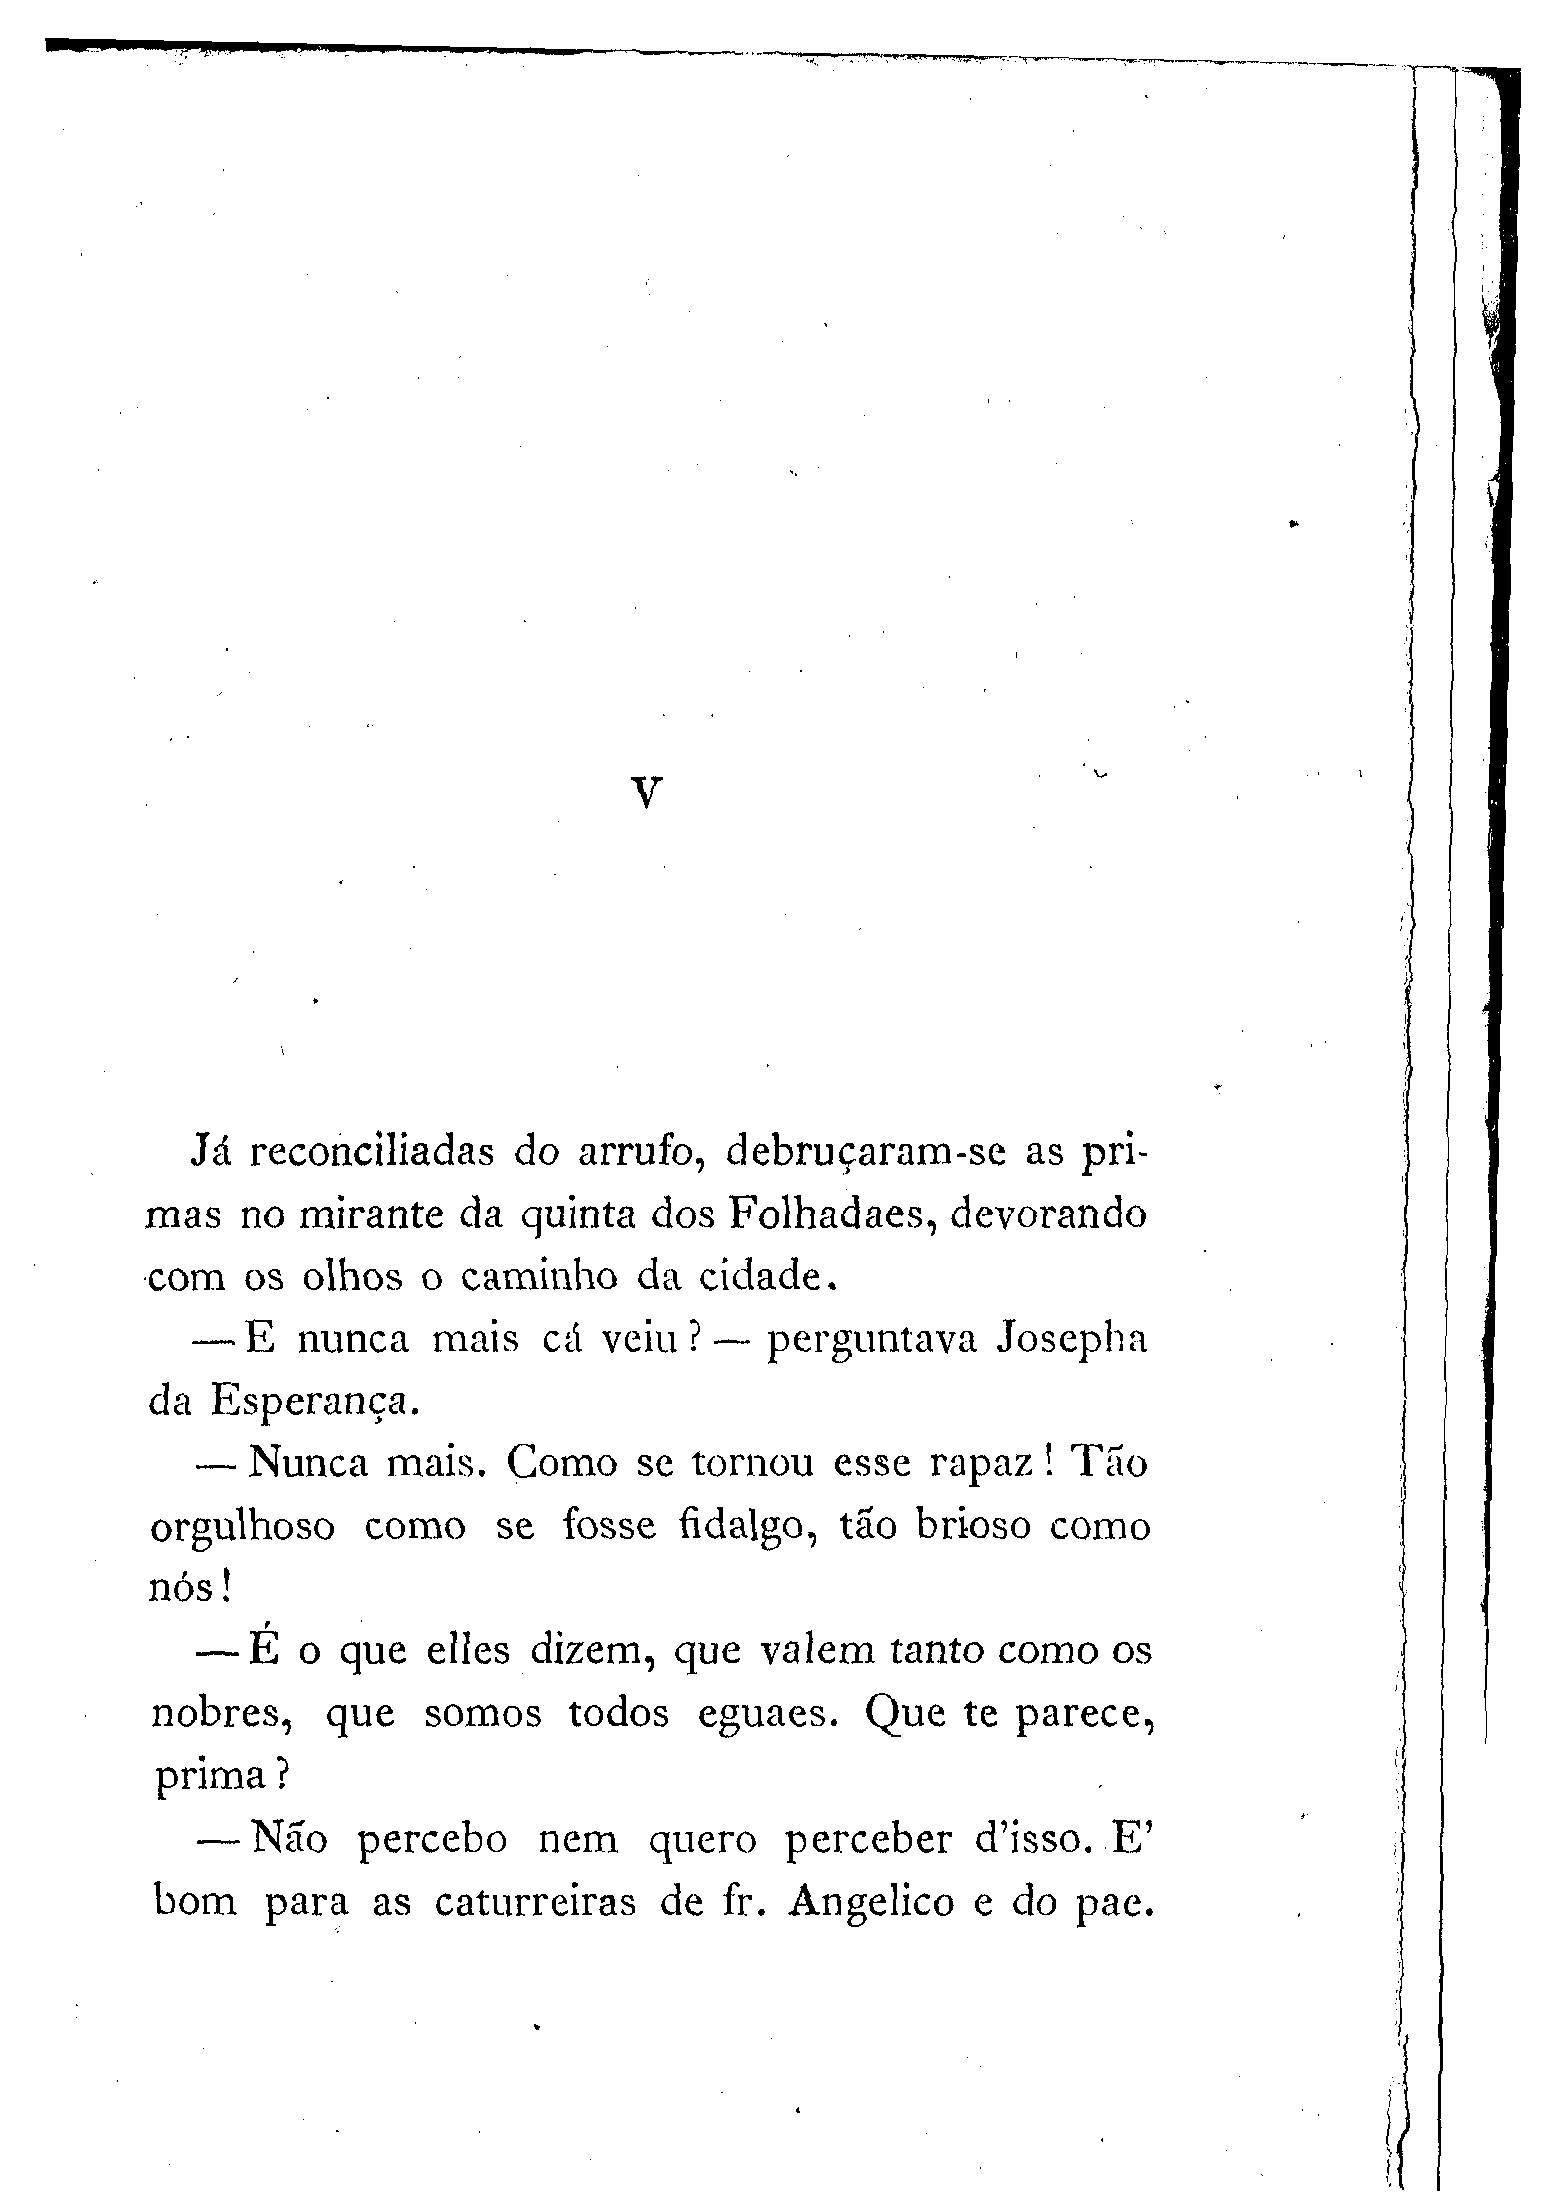 V
Já reconciliadas do arrufo, debruçaram-se as pri-
mas no mirante da quinta dos Folhadaes, devorando
com os olhos o caminho da cidade.
— E nunca mais cá veiu? — perguntava Josepha
da Esperança.
— Nunca mais. Como se tornou esse rapaz! Tão
orgulhoso como se fosse fidalgo, tão brioso como
nós!
— É o que elles dizem, que valem tanto como os
nobres, que somos todos eguaes. Que te parece,
prima?
— Não percebo nem quero perceber d'isso. E'
bom para as caturreiras de fr. Angelico e do pae.